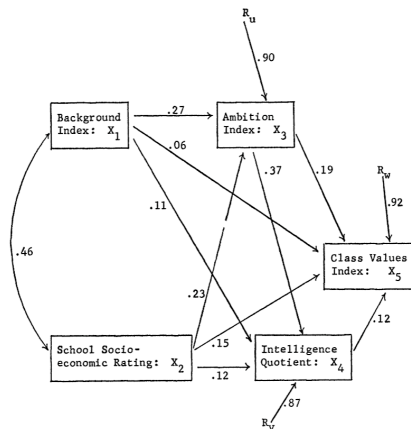 R_u
.90
Background
Index: X_1
.27
Ambition
Index: X_3
.06
.37
.19
R_w
.11
.92
.46
Class Values
Index: X_5
.23
.15
.12
School Socio-
economic Rating: X_2
.12
Intelligence
Quotient: X_4
.87
R_v